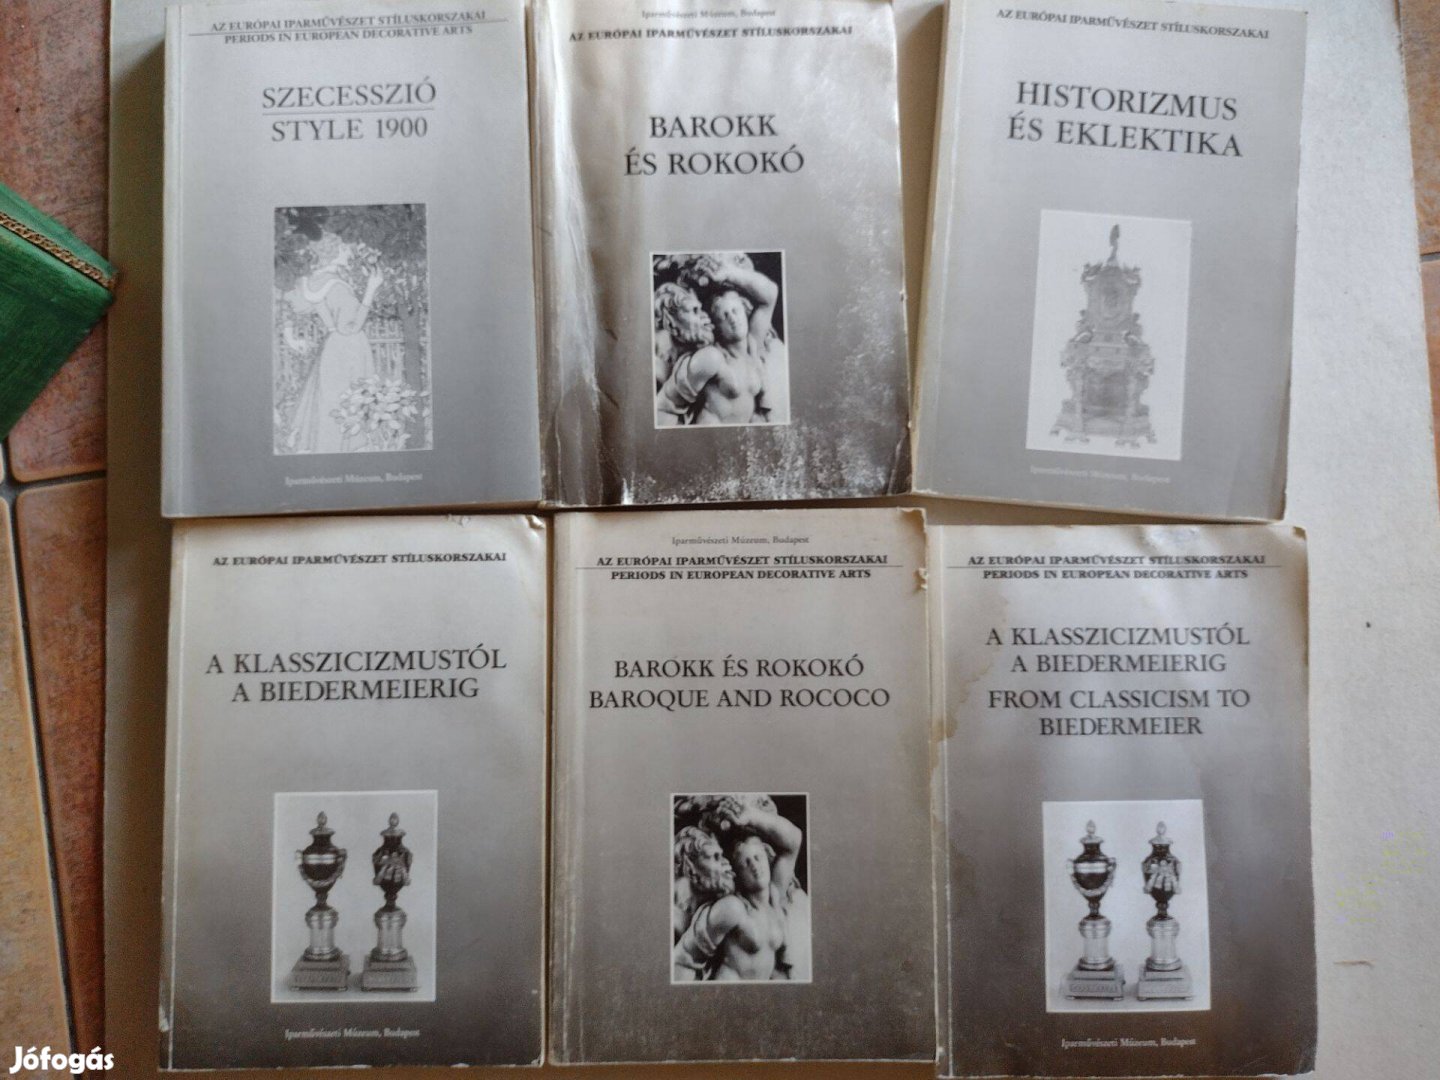 AZ EURÓPAI IPARMŰVÉSZET STÍLUSKORSZAKAI
PERIODS IN EUROPEAN DECORATIVE ARTS
SZECESSZIÓ
STYLE 1900
Iparművészeti Múzeum, Budapest
Iparművészeti Múzeum, Budapest
AZ EURÓPAI IPARMŰVÉSZET STÍLUSKORSZAKAI
BAROKK
ÉS ROKOKÓ
AZ EURÓPAI IPARMŰVÉSZET STÍLUSKORSZAKAI
HISTORIZMUS
ÉS EKLEKTIKA
Iparművészeti Múzeum, Budapest
AZ EURÓPAI IPARMŰVÉSZET STÍLUSKORSZAKAI
A KLASSZICIZMUSTÓL
A BIEDERMEIERIG
Iparművészeti Múzeum, Budapest
Iparművészeti Múzeum, Budapest
AZ EURÓPAI IPARMŰVÉSZET STÍLUSKORSZAKAI
PERIODS IN EUROPEAN DECORATIVE ARTS
BAROKK ÉS ROKOKÓ
BAROQUE AND ROCOCO
AZ EURÓPAI IPARMŰVÉSZET STÍLUSKORSZAKAI
PERIODS IN EUROPEAN DECORATIVE ARTS
A KLASSZICIZMUSTÓL
A BIEDERMEIERIG
FROM CLASSICISM TO
BIEDERMEIER
Iparművészeti Múzeum, Budapest
Jófogás